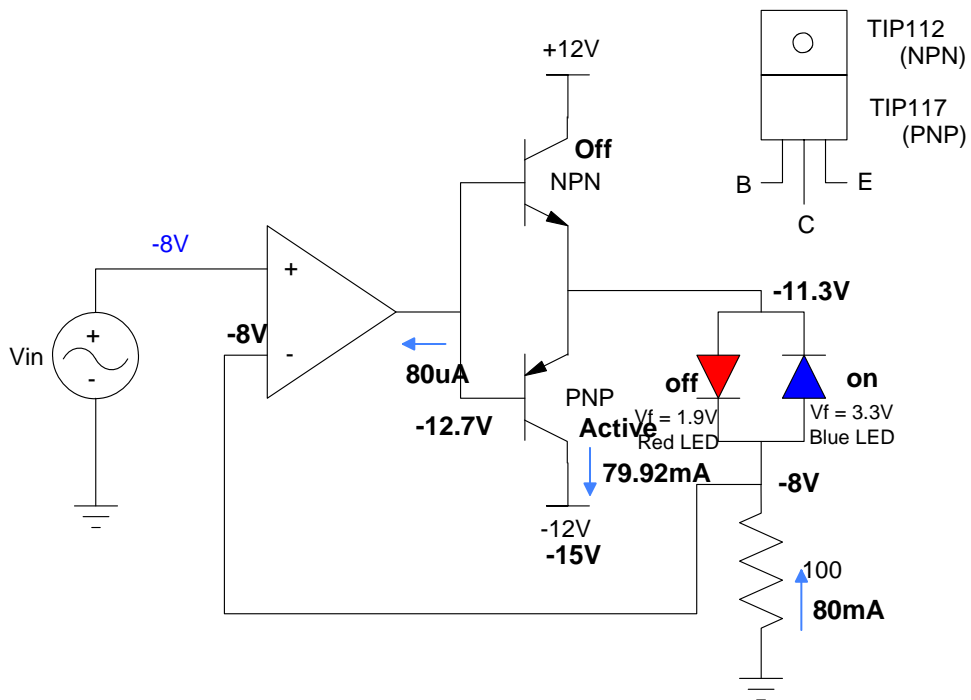 TIP112
(NPN)
+12V
TIP117
(PNP)
Off
NPN
B
E
C
-8V
+
-11.3V
+
-8V
-
Vin
-
80uA
off
on
PNP
-12.7V
Active
Vf = 1.9V
Vf = 3.3V
Red LED
Blue LED
79.92mA
-8V
-12V
-15V
100
80mA